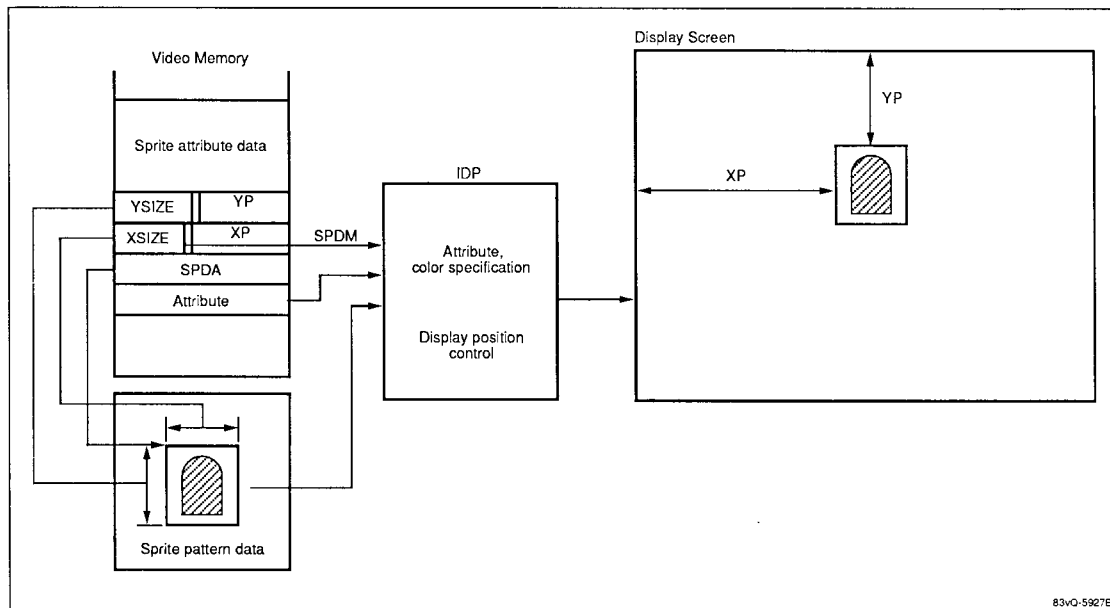 Video Memory
Sprite attribute data
YSIZE
YP
XSIZE
XP
SPDM
SPDA
Attribute
Sprite pattern data
IDP
Attribute,
color specification
Display position
control
Display Screen
YP
XP
83vQ-5927B